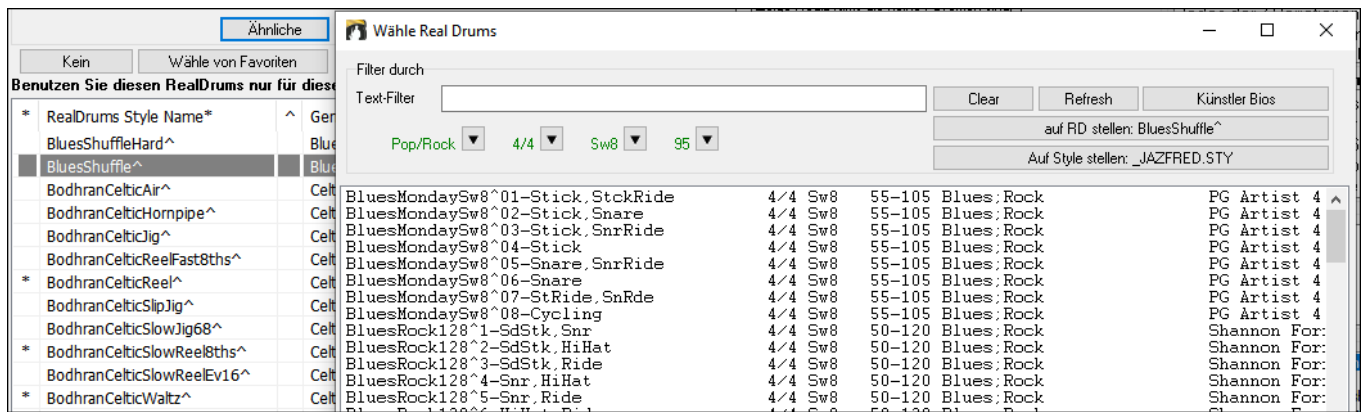 Ähnliche
Kein Wähle von Favoriten
Benutzen Sie diesen RealDrums nur für diese
* RealDrums Style Name* ^ Gen
BluesShuffleHard^ Blue
BluesShuffle^ Blue
BodhranCelticAir^ Celt
BodhranCelticHornpipe^ Celt
BodhranCelticJig^ Celt
BodhranCelticReelFast8ths^ Celt
* BodhranCelticReel^ Celt
BodhranCelticSlipJig^ Celt
BodhranCelticSlowJig68^ Celt
* BodhranCelticSlowReel8ths^ Celt
BodhranCelticSlowReelEv16^ Celt
* BodhranCelticWaltz^ Celt
Wähle Real Drums
Filter durch
Text-Filter Clear Refresh Künstler Bios
auf RD stellen: BluesShuffle^
Pop/Rock 4/4 Sw8 95
Auf Style stellen: _JAZFRED.STY
BluesMondaySw8^01-Stick,StckRide 4/4 Sw8 55-105 Blues;Rock PG Artist 4
BluesMondaySw8^02-Stick,Snare 4/4 Sw8 55-105 Blues;Rock PG Artist 4
BluesMondaySw8^03-Stick,SnrRide 4/4 Sw8 55-105 Blues;Rock PG Artist 4
BluesMondaySw8^04-Stick 4/4 Sw8 55-105 Blues;Rock PG Artist 4
BluesMondaySw8^05-Snare,SnrRide 4/4 Sw8 55-105 Blues;Rock PG Artist 4
BluesMondaySw8^06-Snare 4/4 Sw8 55-105 Blues;Rock PG Artist 4
BluesMondaySw8^07-StRide,SnRde 4/4 Sw8 55-105 Blues;Rock PG Artist 4
BluesMondaySw8^08-Cycling 4/4 Sw8 55-105 Blues;Rock PG Artist 4
BluesRock128^1-SdStk,Snr 4/4 Sw8 50-120 Blues;Rock Shannon For
BluesRock128^2-SdStk,HiHat 4/4 Sw8 50-120 Blues;Rock Shannon For
BluesRock128^3-SdStk,Ride 4/4 Sw8 50-120 Blues;Rock Shannon For
BluesRock128^4-Snr,HiHat 4/4 Sw8 50-120 Blues;Rock Shannon For
BluesRock128^5-Snr,Ride 4/4 Sw8 50-120 Blues;Rock Shannon For